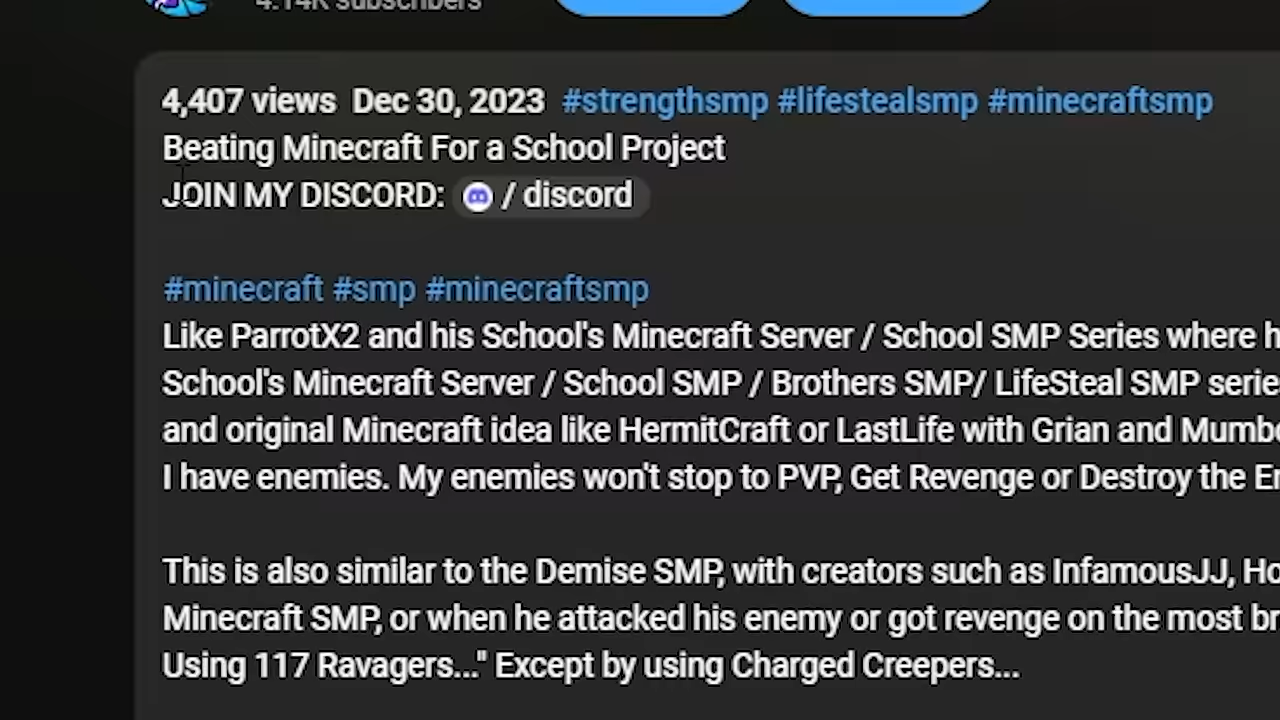 4.14K subscribers
4,407 views Dec 30, 2023 #strengthsmp #lifestealsmp #minecraftsmp
Beating Minecraft For a School Project
JOIN MY DISCORD: / discord
#minecraft #smp #minecraftsmp
Like ParrotX2 and his School's Minecraft Server / School SMP Series where
School's Minecraft Server / School SMP / Brothers SMP/ LifeSteal SMP
and original Minecraft idea like HermitCraft or LastLife with Grian and
I have enemies. My enemies won't stop to PVP, Get Revenge or Destroy the
This is also similar to the Demise SMP, with creators such as InfamousJJ,
Minecraft SMP, or when he attacked his enemy or got revenge on the most
Using 117 Ravagers..." Except by using Charged Creepers...